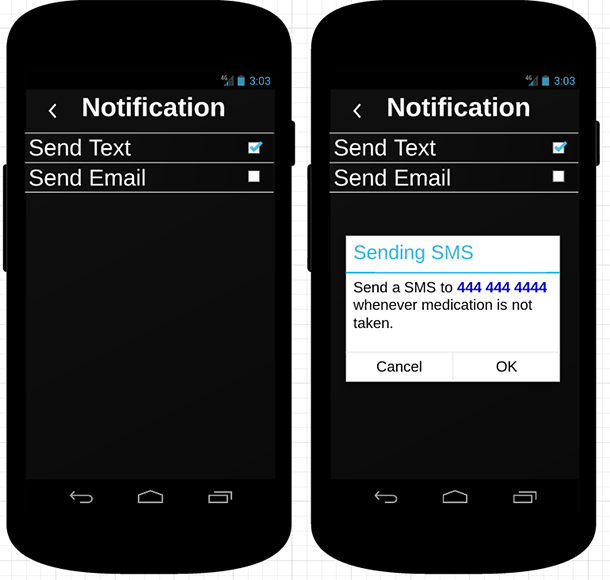 4G 3:03
Notification
Send Text
Send Email
4G 3:03
Notification
Send Text
Send Email
Sending SMS
Send a SMS to 444 444 4444
whenever medication is not
taken.
Cancel OK